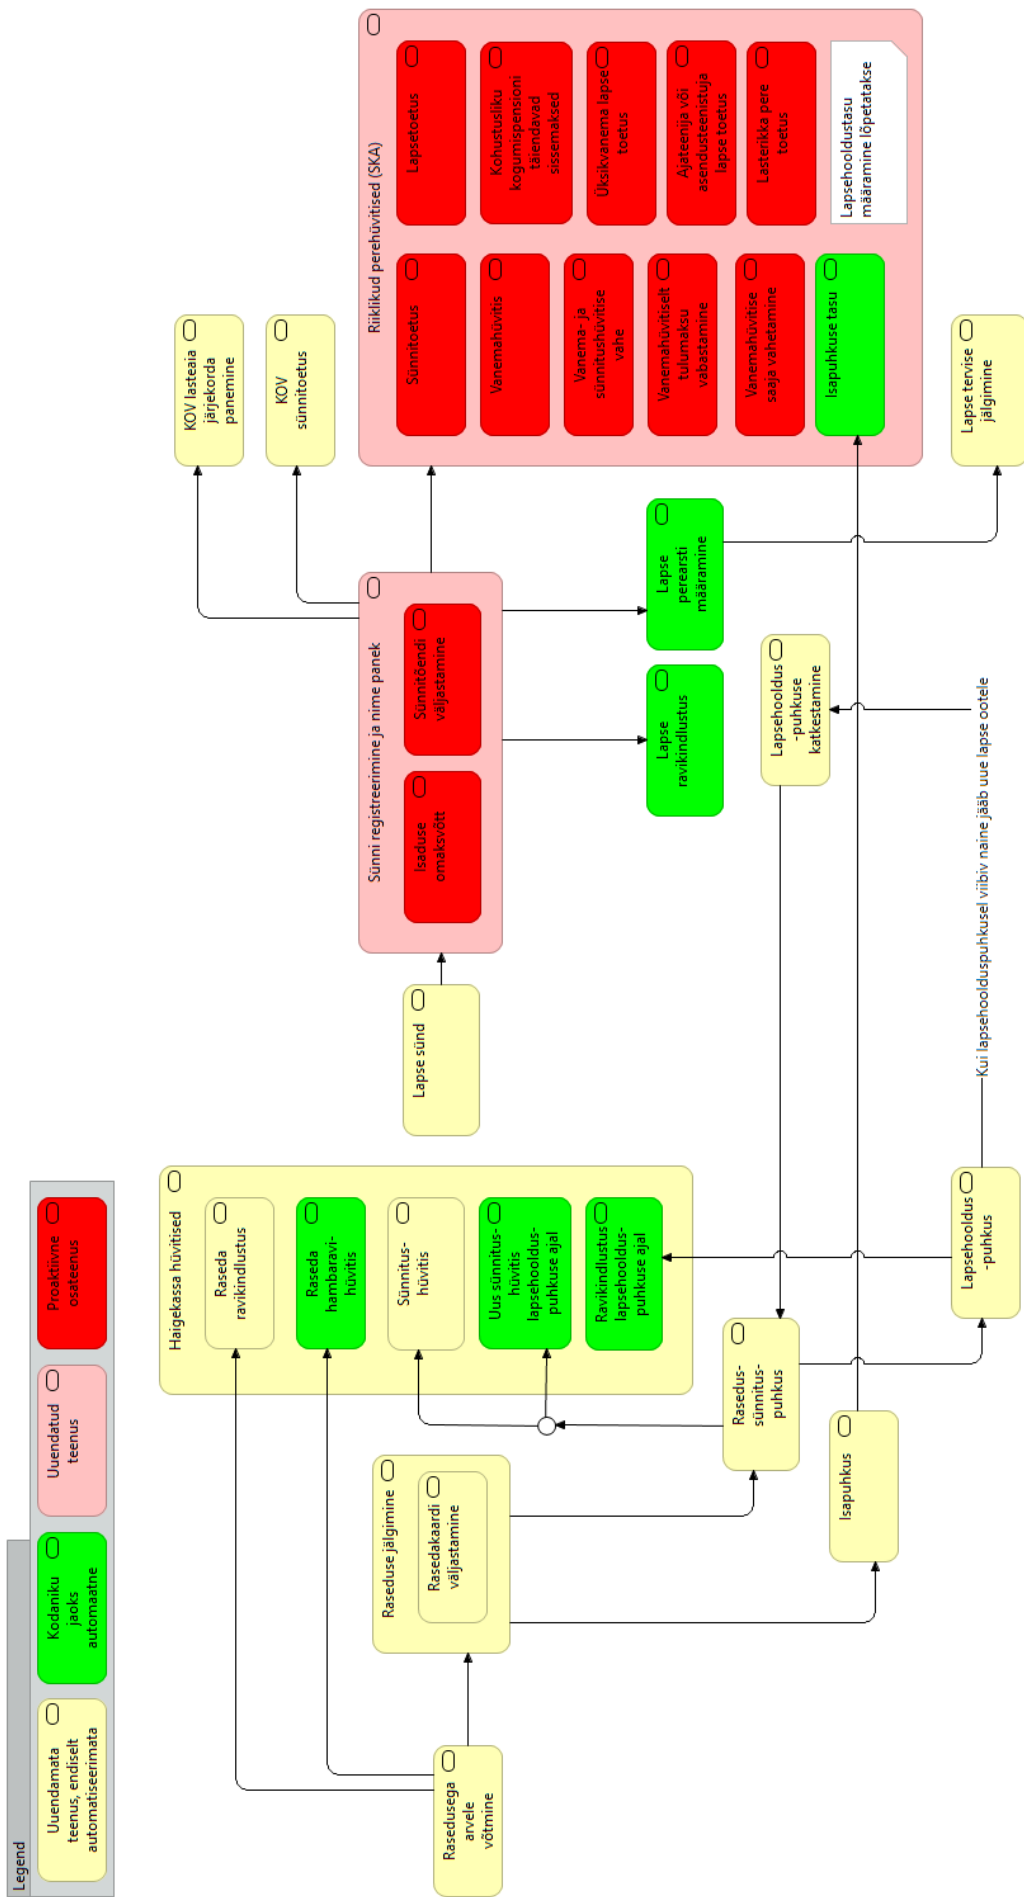 Legend
Uuendamata
teenus, endiselt
automatiseerimata
Kodaniku
jaoks
automaatne
Uuendatud
teenus
Proaktiivne
osateenus
Rasedusega
arvele
võtmine
Raseduse jälgimine
Rasedakaardi
väljastamine
Isapuhkus
Rasedus-
sünnitus-
puhkus
Lapsehooldus
-puhkus
Haigekassa hüvitised
Raseda
ravikindlustus
Raseda
hambaravi-
hüvitis
Sünnitus-
hüvitis
Uus sünnitus-
hüvitis
lapsehooldus-
puhkuse ajal
Ravikindlustus
lapsehooldus-
puhkuse ajal
Kui lapsehoolduspuhkusel viibiv naine jääb uue lapse ootele
Lapsehooldus
-puhkuse
katkestamine
Lapse sünd
Sünni registreerimine ja nime panek
Isaduse
omaksvõtt
Sünnitõendi
väljastamine
Lapse
ravikindlustus
Lapse
perearsti
määramine
KOV lasteaia
järjekorda
panemine
KOV
sünnitoetus
Riiklikud perehüvitised (SKA)
Sünnitoetus
Vanemahüvitis
Vanema- ja
sünnitushüvitise
vahe
Vanemahüvitiselt
tulumaksu
vabastamine
Vanemahüvitise
saaja vahetamine
Isapuhkuse tasu
Lapsetoetus
Kohustusliku
kogumispensioni
täiendavad
sissemaksed
Üksikvanema lapse
toetus
Ajateenija või
asendusteenistuja
lapse toetus
Lasterikka pere
toetus
Lapsehooldustasu
määramine lõpetatakse
Lapse tervise
jälgimine